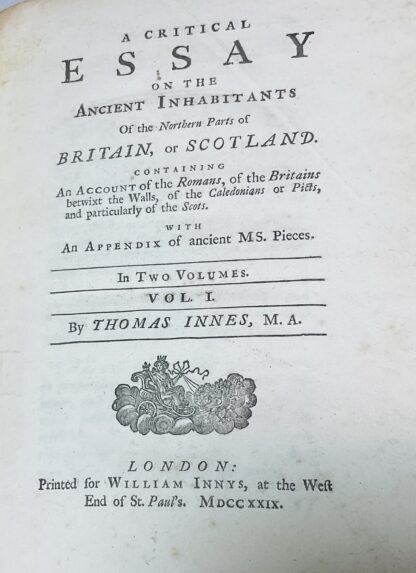 A CRITICAL
ESSAY
ON THE
ANCIENT INHABITANTS
Of the Northern Parts of
BRITAIN, or SCOTLAND.
CONTAINING
An ACCOUNT of the Romans, of the Britains
betwixt the Walls, of the Caledonians or Picts,
and particularly of the Scots.
WITH
An APPENDIX of ancient MS. Pieces.
In TWO VOLUMES.
VOL. I.
By THOMAS INNES, M. A.
LONDON:
Printed for WILLIAM INNYS, at the West
End of St. Paul's. MDCCXXIX.